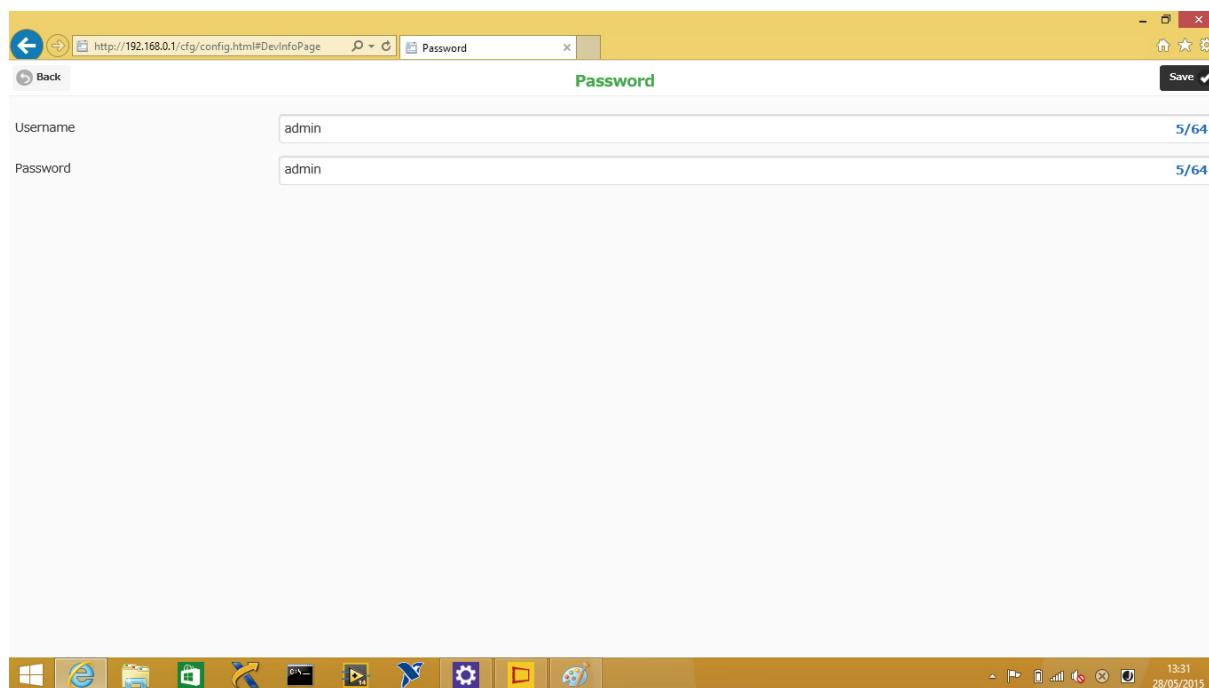 http://192.168.0.1/cfg/config.html#DevInfoPage
Password
Back
Password
Save
Username
admin
5/64
Password
admin
5/64
C:\_
14
13:31
28/05/2015